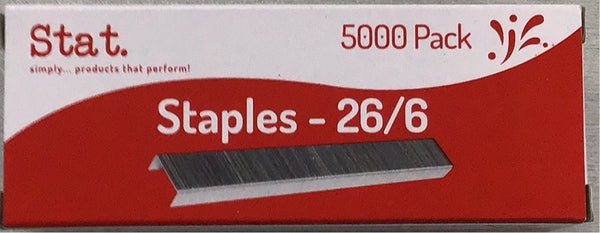 Stat.
simply... products that perform!
5000 Pack
Staples - 26/6